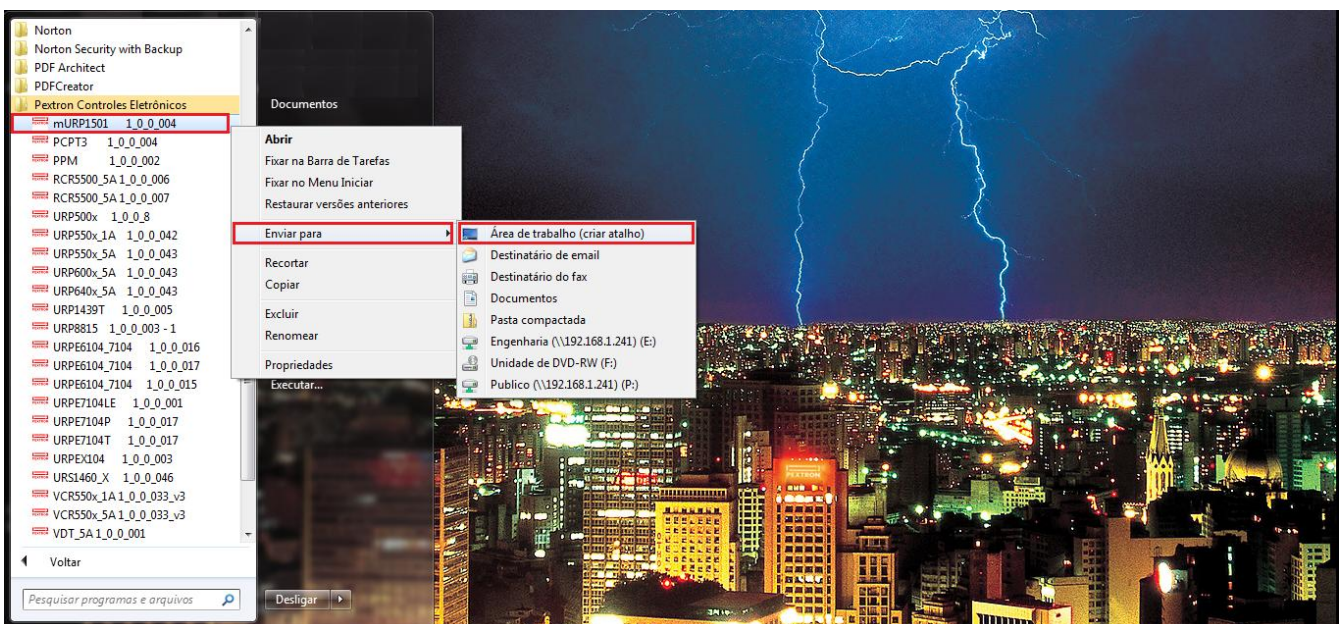 Norton
Norton Security with Backup
PDF Architect
PDFCreator
Pextron Controles Eletrônicos
mURP1501 1_0_0_004
PCPT3 1_0_0_004
PPM 1_0_0_002
RCR5500_5A 1_0_0_006
RCR5500_5A 1_0_0_007
URP500x 1_0_0_8
URP550x_1A 1_0_0_042
URP550x_5A 1_0_0_043
URP600x_5A 1_0_0_043
URP640x_5A 1_0_0_043
URP1439T 1_0_0_005
URP8815 1_0_0_003 - 1
URPE6104_7104 1_0_0_016
URPE6104_7104 1_0_0_017
URPE6104_7104 1_0_0_015
URPE7104LE 1_0_0_001
URPE7104P 1_0_0_017
URPE7104T 1_0_0_017
URPEX104 1_0_0_003
URS1460_X 1_0_0_046
VCR550x_1A 1_0_0_033_v3
VCR550x_5A 1_0_0_033_v3
VDT_5A 1_0_0_001
Voltar
Pesquisar programas e arquivos
Documentos
Executar...
Desligar
Abrir
Fixar na Barra de Tarefas
Fixar no Menu Iniciar
Restaurar versões anteriores
Enviar para
Recortar
Copiar
Excluir
Renomear
Propriedades
Área de trabalho (criar atalho)
Destinatário de email
Destinatário do fax
Documentos
Pasta compactada
Engenharia (\\192.168.1.241) (E:)
Unidade de DVD-RW (F:)
Publico (\\192.168.1.241) (P:)
PEXTRON